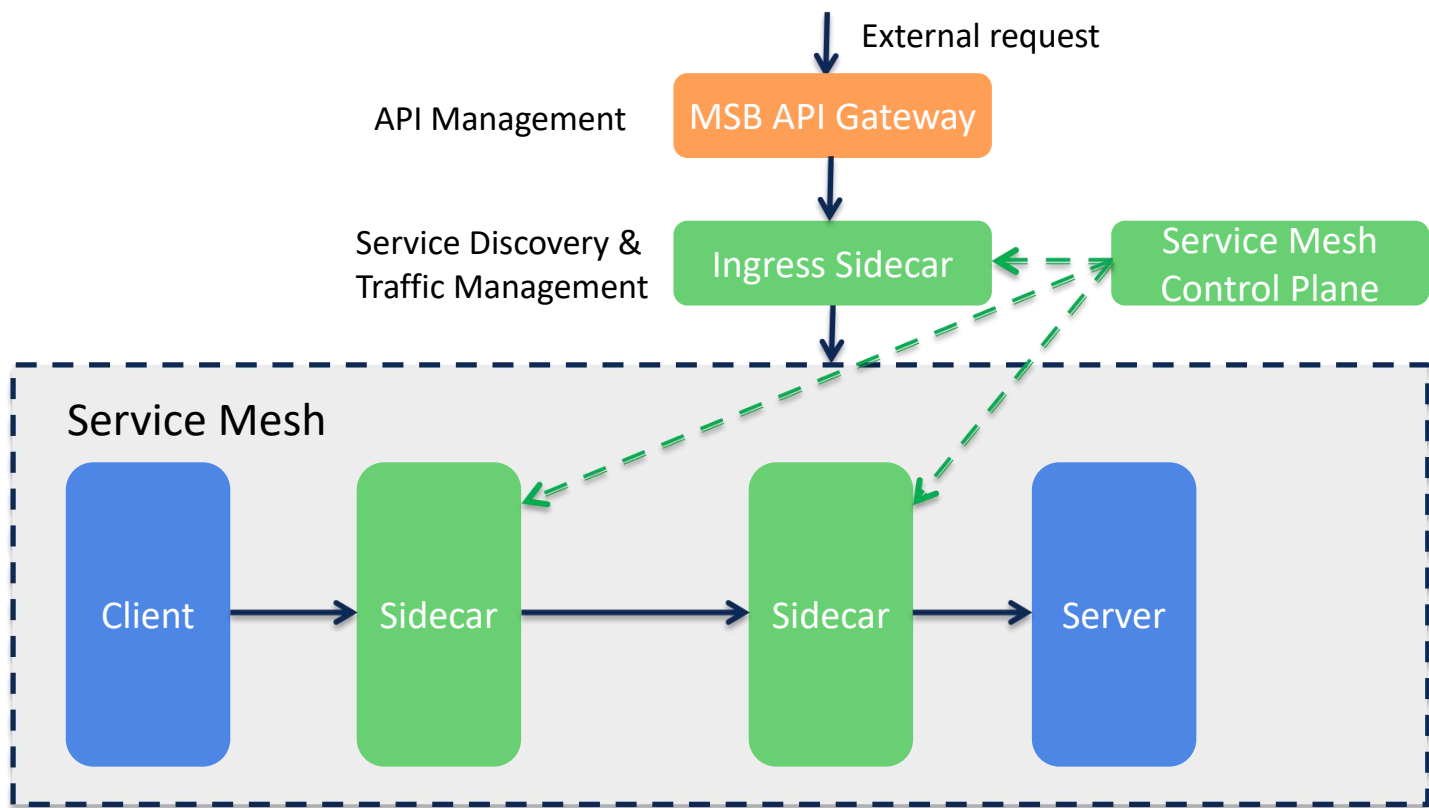 External request
API Management
MSB API Gateway
Service Discovery &
Traffic Management
Ingress Sidecar
Service Mesh
Control Plane
Service Mesh
Client
Sidecar
Sidecar
Server